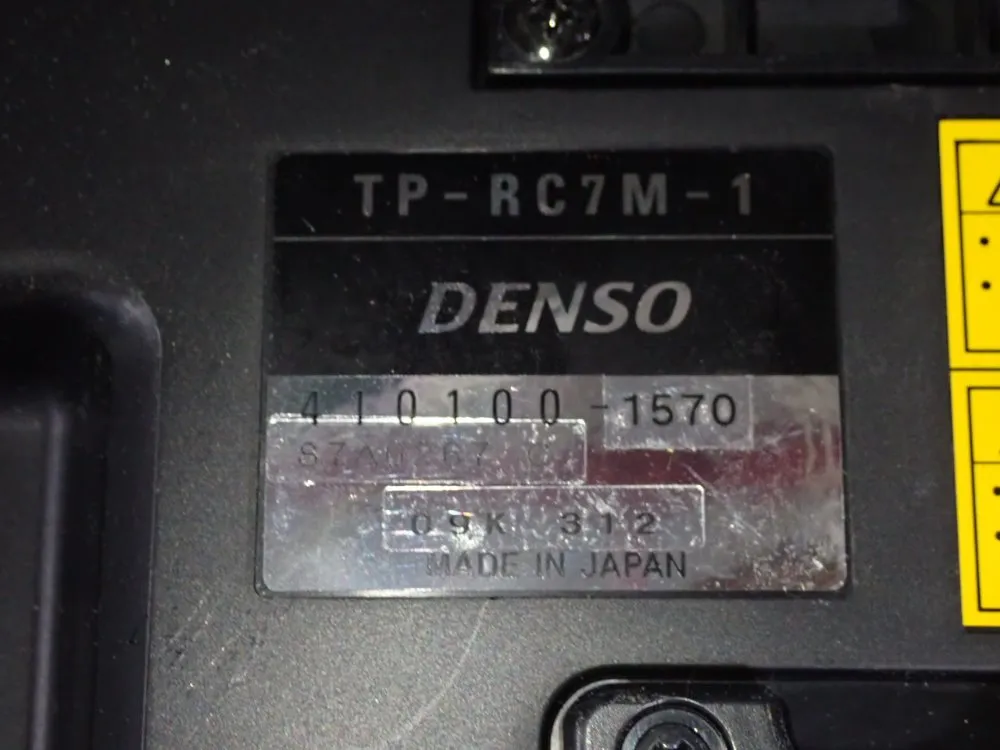 TP-RC7M-1
DENSO
410100-1570
09K 312
MADE IN JAPAN